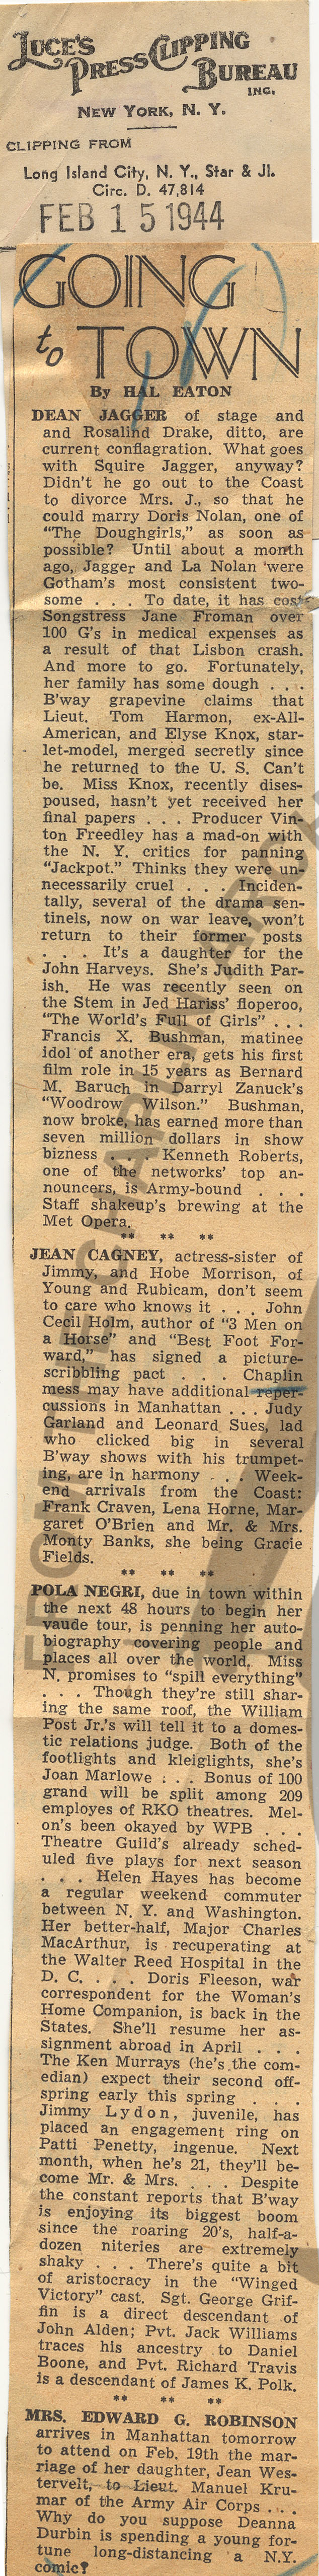 LUCE'S
PRESS CLIPPING
BUREAU
INC.
NEW YORK, N. Y.
CLIPPING FROM
Long Island City, N. Y., Star & Jl.
Circ. D. 47,814
FEB 15 1944
GOING
to TOWN
By HAL EATON
DEAN JAGGER of stage and
and Rosalind Drake, ditto, are
current conflagration. What goes
with Squire Jagger, anyway?
Didn't he go out to the Coast
to divorce Mrs. J., so that he
could marry Doris Nolan, one of
"The Doughgirls," as soon as
possible? Until about a month
ago, Jagger and La Nolan were
Gotham's most consistent two-
some . . . To date, it has cost
Songstress Jane Froman over
100 G's in medical expenses as
a result of that Lisbon crash.
And more to go. Fortunately,
her family has some dough . . .
B'way grapevine claims that
Lieut. Tom Harmon, ex-All-
American, and Elyse Knox, star-
let-model, merged secretly since
he returned to the U. S. Can't
be. Miss Knox, recently dises-
poused, hasn't yet received her
final papers . . . Producer Vin-
ton Freedley has a mad-on with
the N. Y. critics for panning
"Jackpot." Thinks they were un-
necessarily cruel . . . Inciden-
tally, several of the drama sen-
tinels, now on war leave, won't
return to their former posts
. . . It's a daughter for the
John Harveys. She's Judith Par-
ish. He was recently seen on
the Stem in Jed Hariss' floperoo,
"The World's Full of Girls" . . .
Francis X. Bushman, matinee
idol of another era, gets his first
film role in 15 years as Bernard
M. Baruch in Darryl Zanuck's
"Woodrow Wilson." Bushman,
now broke, has earned more than
seven million dollars in show
bizness . . . Kenneth Roberts,
one of the networks' top an-
nouncers, is Army-bound . . .
Staff shakeup's brewing at the
Met Opera.
** ** **
JEAN CAGNEY, actress-sister of
Jimmy, and Hobe Morrison, of
Young and Rubicam, don't seem
to care who knows it . . . John
Cecil Holm, author of "3 Men on
a Horse" and "Best Foot For-
ward," has signed a picture-
scribbling pact . . . Chaplin
mess may have additional reper-
cussions in Manhattan . . . Judy
Garland and Leonard Sues, lad
who clicked big in several
B'way shows with his trumpet-
ing, are in harmony . . . Week-
end arrivals from the Coast:
Frank Craven, Lena Horne, Mar-
garet O'Brien and Mr. & Mrs.
Monty Banks, she being Gracie
Fields.
** ** **
POLA NEGRI, due in town within
the next 48 hours to begin her
vaude tour, is penning her auto-
biography covering people and
places all over the world. Miss
N. promises to "spill everything"
. . . Though they're still shar-
ing the same roof, the William
Post Jr.'s will tell it to a domes-
tic relations judge. Both of the
footlights and kleiglights, she's
Joan Marlowe . . . Bonus of 100
grand will be split among 209
employes of RKO theatres. Mel-
on's been okayed by WPB . . .
Theatre Guild's already sched-
uled five plays for next season
. . . Helen Hayes has become
a regular weekend commuter
between N. Y. and Washington.
Her better-half, Major Charles
MacArthur, is recuperating at
the Walter Reed Hospital in the
D. C. . . . Doris Fleeson, war
correspondent for the Woman's
Home Companion, is back in the
States. She'll resume her as-
signment abroad in April . . .
The Ken Murrays (he's the com-
edian) expect their second off-
spring early this spring . . .
Jimmy Lydon, juvenile, has
placed an engagement ring on
Patti Penetty, ingenue. Next
month, when he's 21, they'll be-
come Mr. & Mrs. . . . Despite
the constant reports that B'way
is enjoying its biggest boom
since the roaring 20's, half-a-
dozen niteries are extremely
shaky . . . There's quite a bit
of aristocracy in the "Winged
Victory" cast. Sgt. George Grif-
fin is a direct descendant of
John Alden; Pvt. Jack Williams
traces his ancestry to Daniel
Boone, and Pvt. Richard Travis
is a descendant of James K. Polk.
** ** **
MRS. EDWARD G. ROBINSON
arrives in Manhattan tomorrow
to attend on Feb. 19th the mar-
riage of her daughter, Jean Wes-
tervelt, to Lieut. Manuel Kru-
mar of the Army Air Corps . . .
Why do you suppose Deanna
Durbin is spending a young for-
tune long-distancing a N.Y.
comic?
FROM THE CHAPLIN ARCH